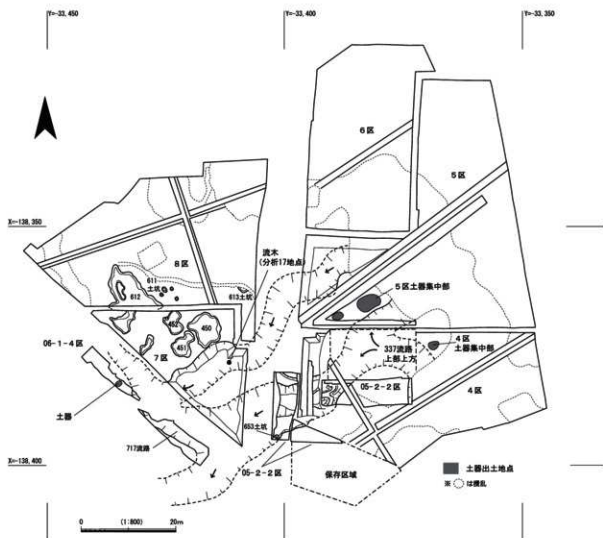 Y=-33,450
Y=-33,400
Y=-33,350
6区
5区
X=-138,350
流木
(分析17地点)
8区
611
土坑
612
613土坑
5区土器集中部
452
450
451
06-1-4区
7区
337流路
上部上方
4区
土器集中部
05-2-2区
4区
土器
717流路
653土坑
X=-138,400
05-2-2区
保存区域
土器出土地点
※ は攪乱
0 (1:800) 20m